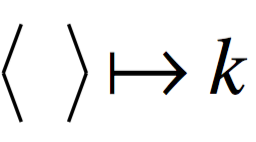 ⟨ ⟩ ↦ k